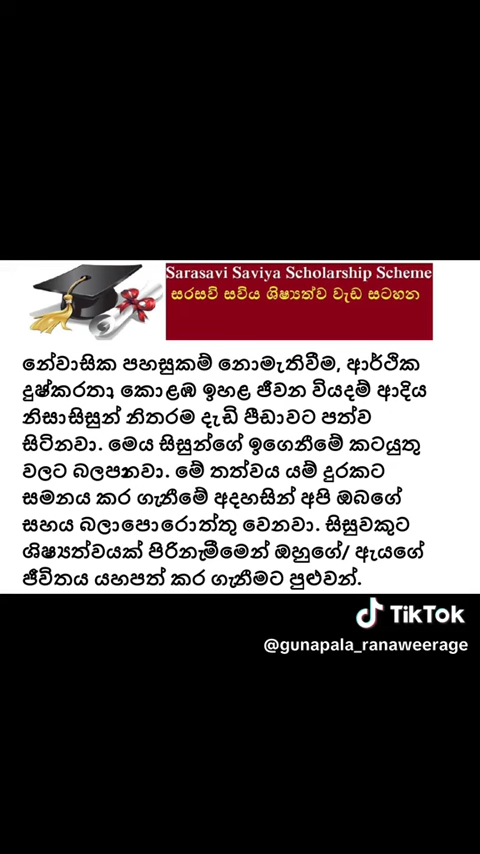 Sarasavi Saviya Scholarship Scheme
සරසවි සවිය ශිෂ්‍යත්ව වැඩ සටහන
නේවාසික පහසුකම් නොමැතිවීම, ආර්ථික
දුෂ්කරතා, කොළඹ ඉහළ ජීවන වියදම් ආදිය
නිසාසිසුන් නිතරම දැඩි පීඩාවට පත්ව
සිටිනවා. මෙය සිසුන්ගේ ඉගෙනීමේ කටයුතු
වලට බලපානවා. මේ තත්වය යම් දුරකට
සමනය කර ගැනීමේ අදහසින් අපි ඔබගේ
සහය බලාපොරොත්තු වෙනවා. සිසුවකුට
ශිෂ්‍යත්වයක් පිරිනැමීමෙන් ඔහුගේ/ ඇයගේ
ජීවිතය යහපත් කර ගැනීමට පුළුවන්.
TikTok
@gunapala_ranaweerage